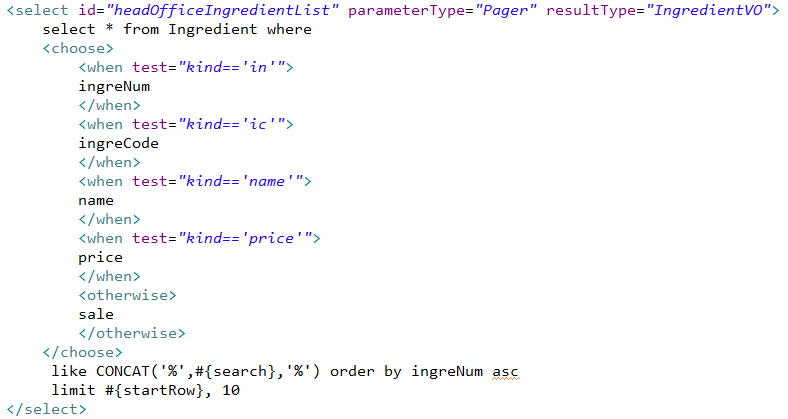 <select id="headOfficeIngredientList" parameterType="Pager" resultType="IngredientVO">
    select * from Ingredient where
    <choose>
        <when test="kind=='in'">
        ingreNum
        </when>
        <when test="kind=='ic'">
        ingreCode
        </when>
        <when test="kind=='name'">
        name
        </when>
        <when test="kind=='price'">
        price
        </when>
        <otherwise>
        sale
        </otherwise>
    </choose>
     like CONCAT('%',#{search},'%') order by ingreNum asc
     limit #{startRow}, 10
</select>